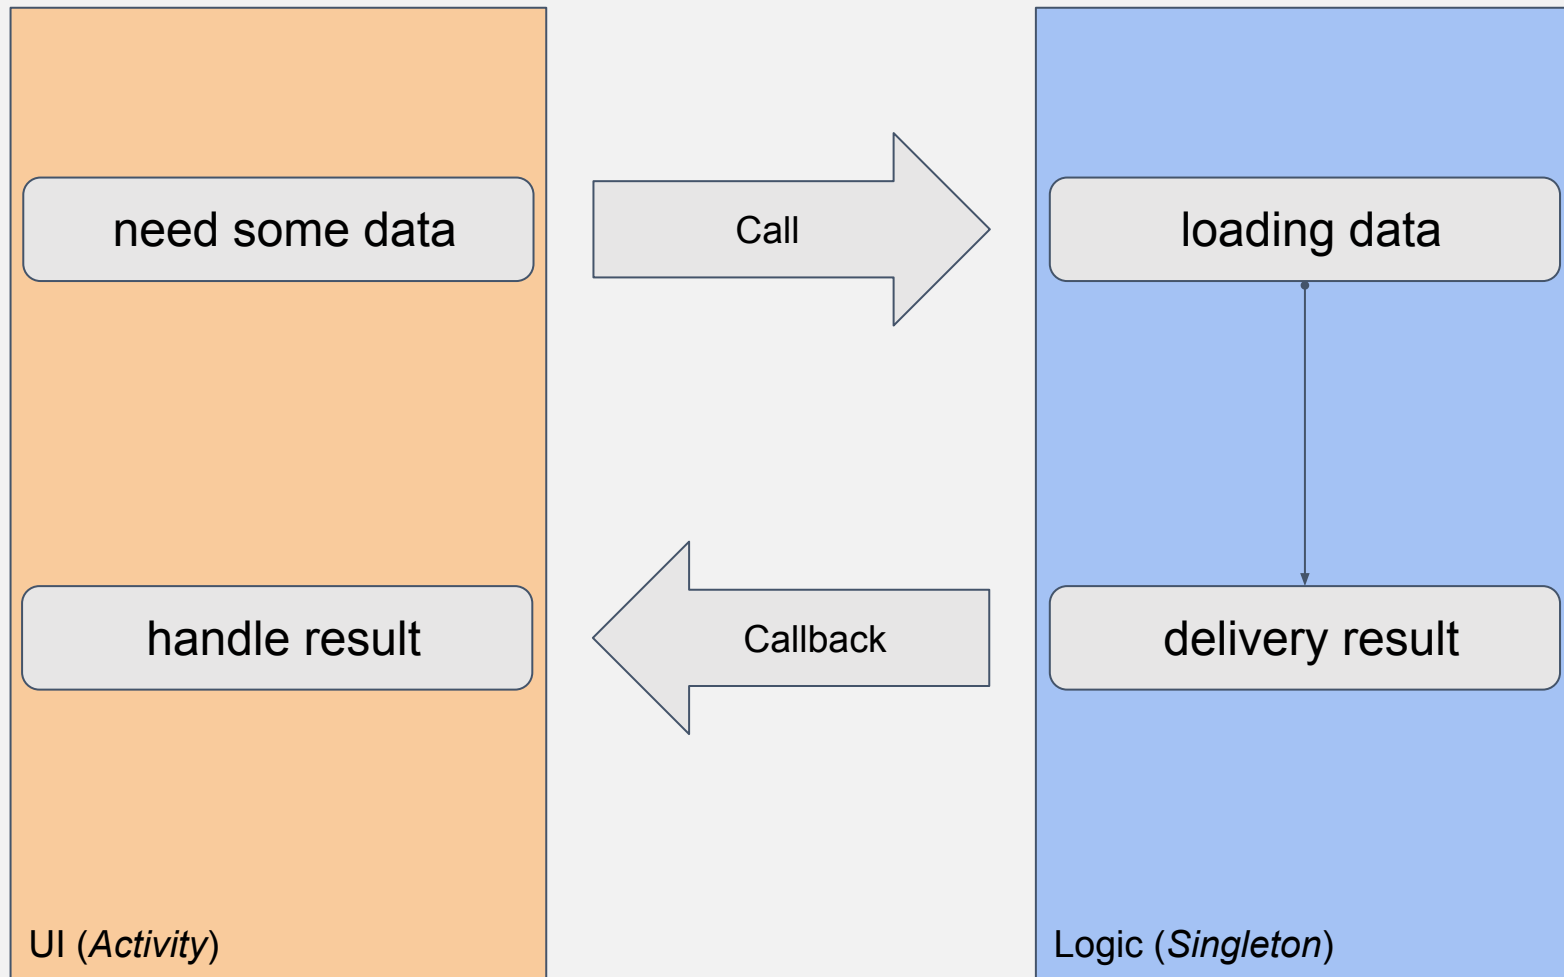 need some data
Call
loading data
handle result
Callback
delivery result
UI (Activity)
Logic (Singleton)